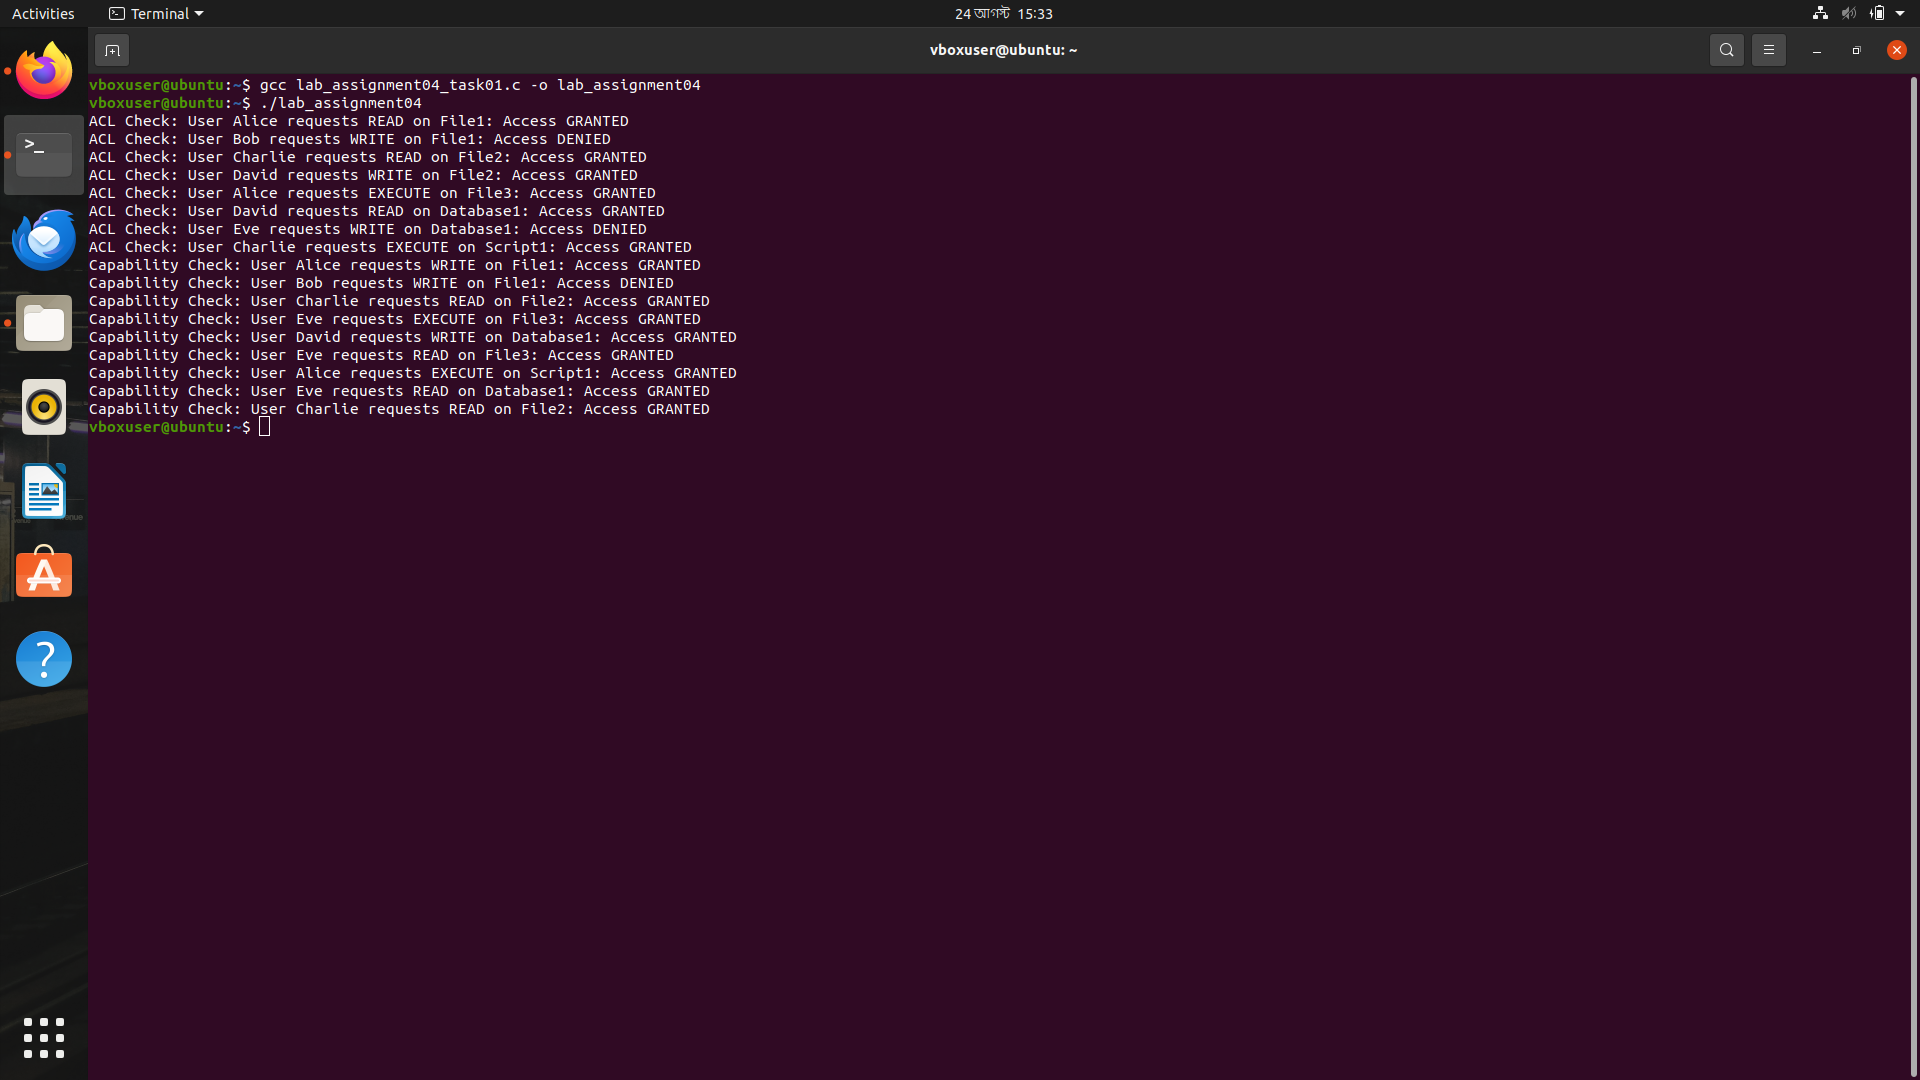 Activities
Terminal
24 আগস্ট 15:33
vboxuser@ubuntu: ~
vboxuser@ubuntu:~$ gcc lab_assignment04_task01.c -o lab_assignment04
vboxuser@ubuntu:~$ ./lab_assignment04
ACL Check: User Alice requests READ on File1: Access GRANTED
ACL Check: User Bob requests WRITE on File1: Access DENIED
ACL Check: User Charlie requests READ on File2: Access GRANTED
ACL Check: User David requests WRITE on File2: Access GRANTED
ACL Check: User Alice requests EXECUTE on File3: Access GRANTED
ACL Check: User David requests READ on Database1: Access GRANTED
ACL Check: User Eve requests WRITE on Database1: Access DENIED
ACL Check: User Charlie requests EXECUTE on Script1: Access GRANTED
Capability Check: User Alice requests WRITE on File1: Access GRANTED
Capability Check: User Bob requests WRITE on File1: Access DENIED
Capability Check: User Charlie requests READ on File2: Access GRANTED
Capability Check: User Eve requests EXECUTE on File3: Access GRANTED
Capability Check: User David requests WRITE on Database1: Access GRANTED
Capability Check: User Eve requests READ on File3: Access GRANTED
Capability Check: User Alice requests EXECUTE on Script1: Access GRANTED
Capability Check: User Eve requests READ on Database1: Access GRANTED
Capability Check: User Charlie requests READ on File2: Access GRANTED
vboxuser@ubuntu:~$